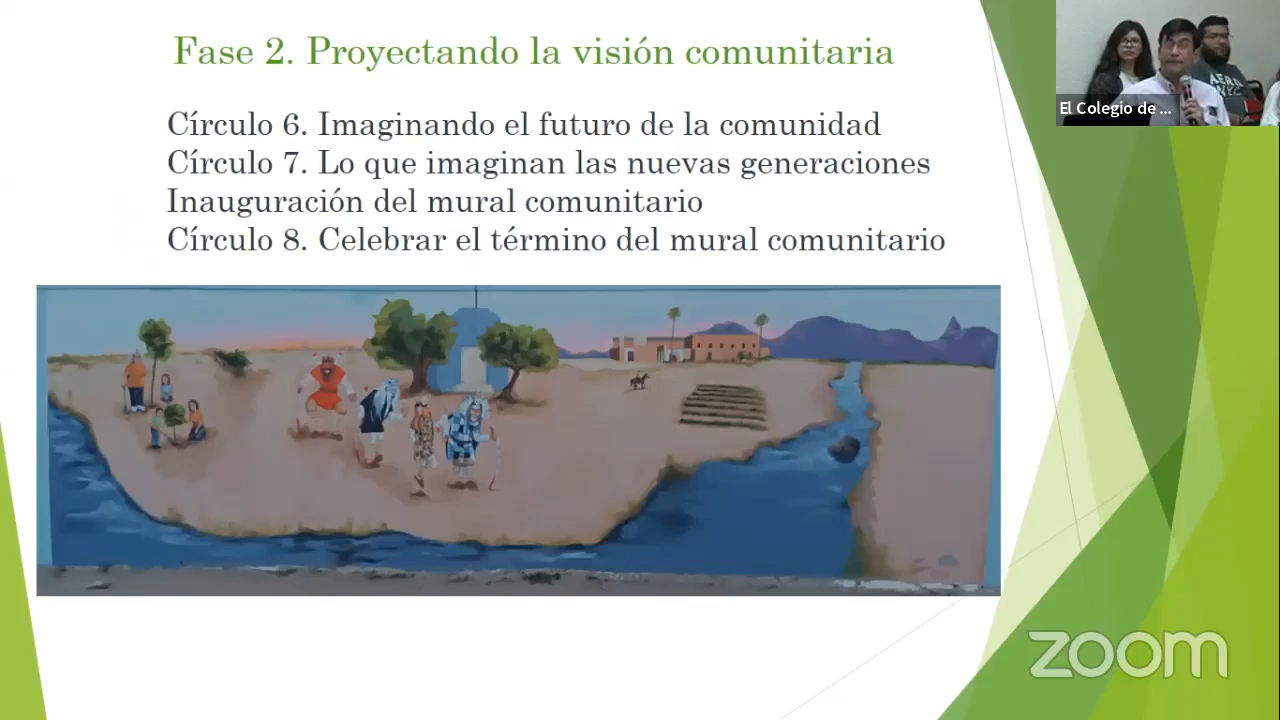 Fase 2. Proyectando la visión comunitaria
Círculo 6. Imaginando el futuro de la comunidad
Círculo 7. Lo que imaginan las nuevas generaciones
Inauguración del mural comunitario
Círculo 8. Celebrar el término del mural comunitario
El Colegio de ...
AERO
NYC
zoom